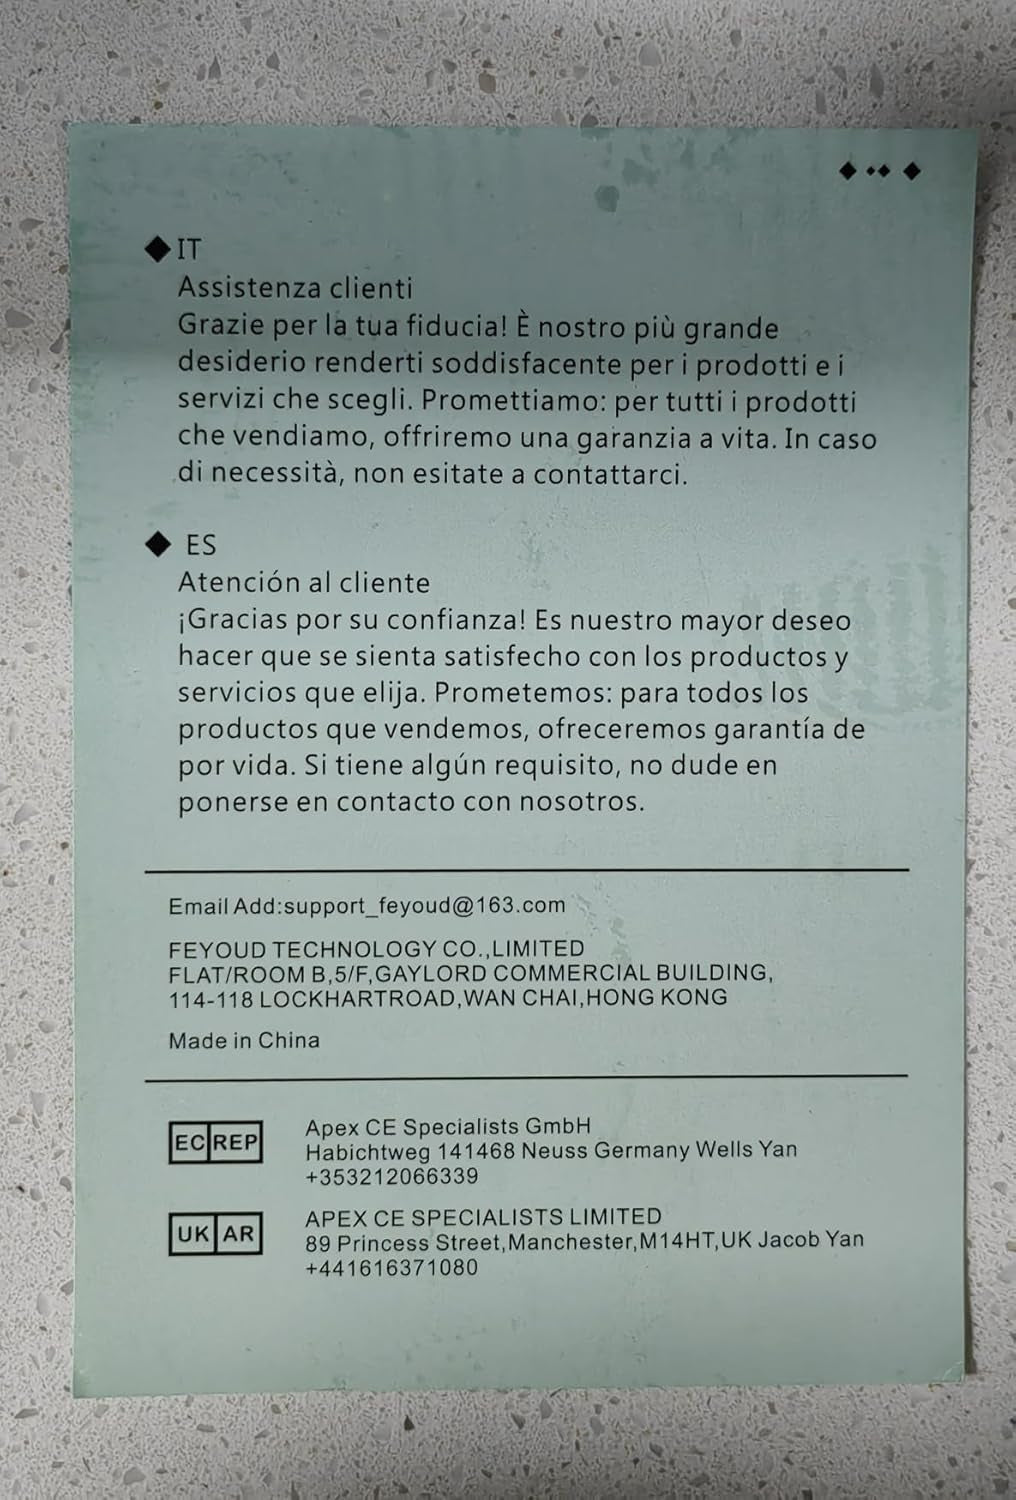 IT
Assistenza clienti
Grazie per la tua fiducia! È nostro più grande
desiderio renderti soddisfacente per i prodotti e i
servizi che scegli. Promettiamo: per tutti i prodotti
che vendiamo, offriremo una garanzia a vita. In caso
di necessità, non esitate a contattarci.
ES
Atención al cliente
¡Gracias por su confianza! Es nuestro mayor deseo
hacer que se sienta satisfecho con los productos y
servicios que elija. Prometemos: para todos los
productos que vendemos, ofreceremos garantía de
por vida. Si tiene algún requisito, no dude en
ponerse en contacto con nosotros.
Email Add:support_feyoud@163.com
FEYOUD TECHNOLOGY CO.,LIMITED
FLAT/ROOM B,5/F,GAYLORD COMMERCIAL BUILDING,
114-118 LOCKHARTROAD,WAN CHAI,HONG KONG
Made in China
EC REP
Apex CE Specialists GmbH
Habichtweg 141468 Neuss Germany Wells Yan
+353212066339
UK AR
APEX CE SPECIALISTS LIMITED
89 Princess Street,Manchester,M14HT,UK Jacob Yan
+441616371080